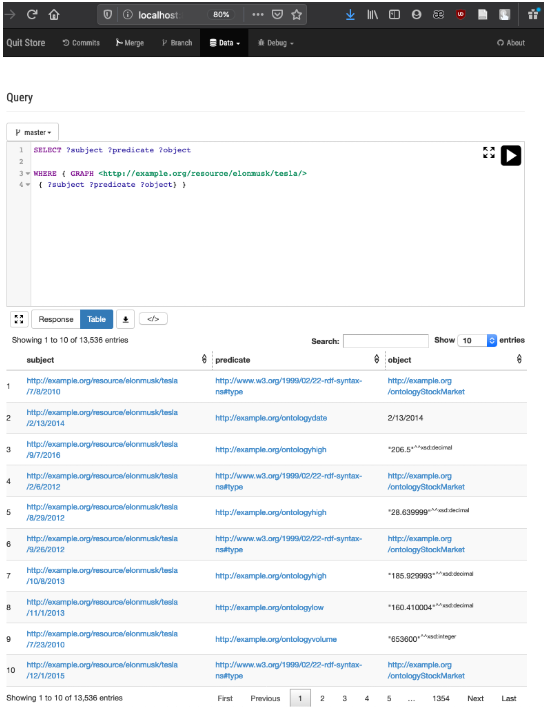 localhost 80%
Quit Store Commits Merge Branch Data Debug About
Query
master
1 SELECT ?subject ?predicate ?object
2
3 WHERE { GRAPH <http://example.org/resource/elonmusk/tesla/>
4 { ?subject ?predicate ?object} }
Response Table </>
Showing 1 to 10 of 13,536 entries Search: Show 10 entries
subject predicate object
1 http://example.org/resource/elonmusk/tesla http://www.w3.org/1999/02/22-rdf-syntax- http://example.org
/7/8/2010 ns#type /ontologyStockMarket
2 http://example.org/resource/elonmusk/tesla http://example.org/ontologydate 2/13/2014
/2/13/2014
3 http://example.org/resource/elonmusk/tesla http://example.org/ontologyhigh "206.5"^^xsd:decimal
/9/7/2016
4 http://example.org/resource/elonmusk/tesla http://www.w3.org/1999/02/22-rdf-syntax- http://example.org
/2/6/2012 ns#type /ontologyStockMarket
5 http://example.org/resource/elonmusk/tesla http://example.org/ontologyhigh "28.639999"^^xsd:decimal
/8/29/2012
6 http://example.org/resource/elonmusk/tesla http://www.w3.org/1999/02/22-rdf-syntax- http://example.org
/9/26/2012 ns#type /ontologyStockMarket
7 http://example.org/resource/elonmusk/tesla http://example.org/ontologyhigh "185.929993"^^xsd:decimal
/10/8/2013
8 http://example.org/resource/elonmusk/tesla http://example.org/ontologylow "160.410004"^^xsd:decimal
/11/1/2013
9 http://example.org/resource/elonmusk/tesla http://example.org/ontologyvolume "653600"^^xsd:integer
/7/23/2010
10 http://example.org/resource/elonmusk/tesla http://www.w3.org/1999/02/22-rdf-syntax- http://example.org
/12/1/2015 ns#type /ontologyStockMarket
Showing 1 to 10 of 13,536 entries First Previous 1 2 3 4 5 ... 1354 Next Last